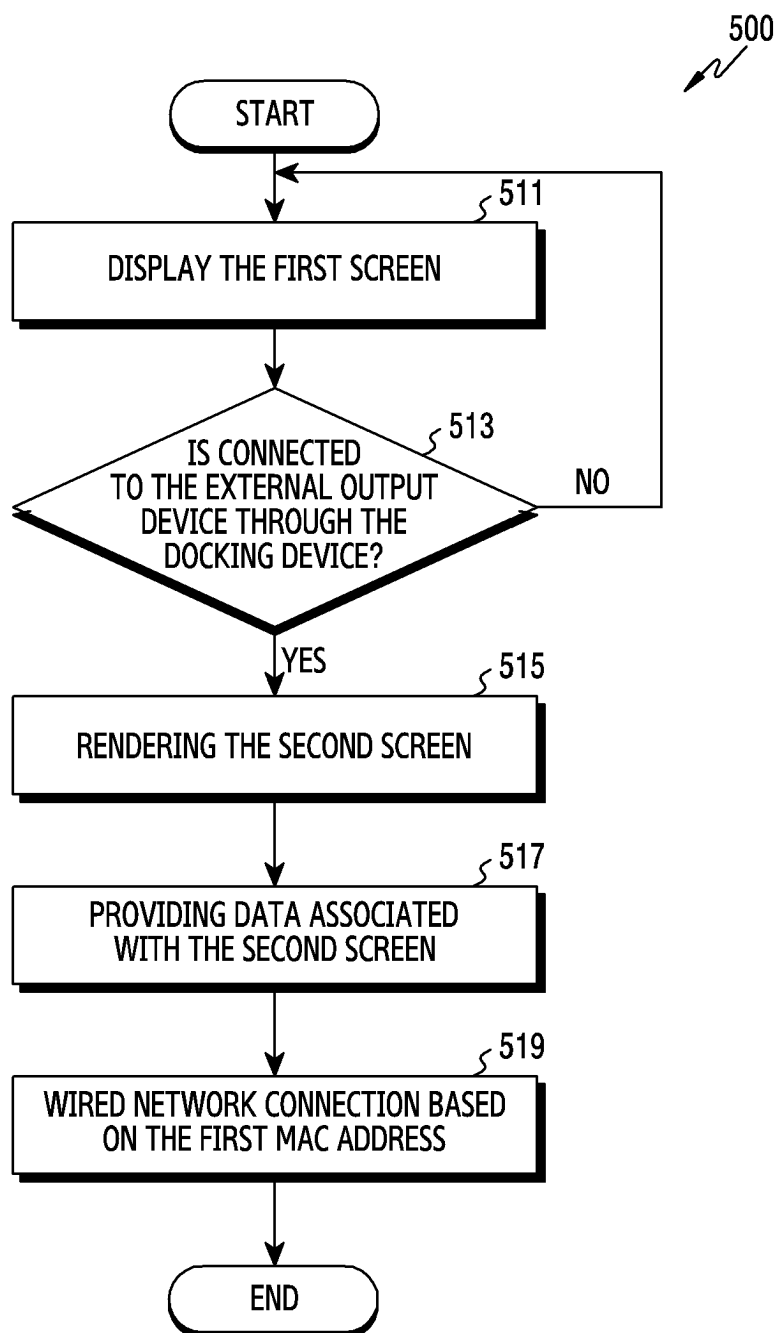 500
START
511
DISPLAY THE FIRST SCREEN
513
IS CONNECTED
TO THE EXTERNAL OUTPUT
DEVICE THROUGH THE
DOCKING DEVICE?
NO
YES
515
RENDERING THE SECOND SCREEN
517
PROVIDING DATA ASSOCIATED
WITH THE SECOND SCREEN
519
WIRED NETWORK CONNECTION BASED
ON THE FIRST MAC ADDRESS
END